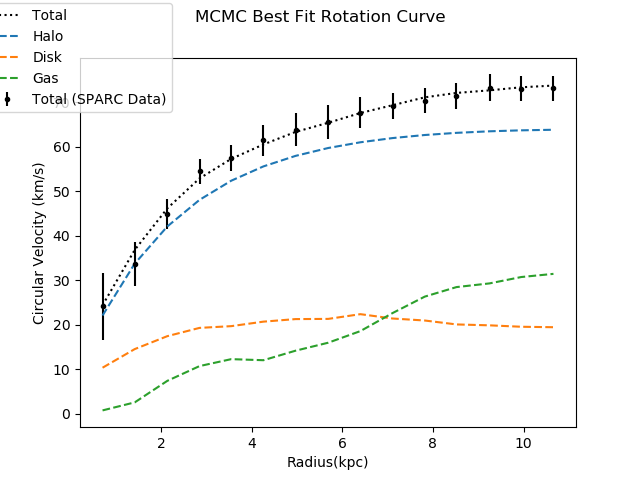 MCMC Best Fit Rotation Curve
Total
Halo
Disk
Gas
Total (SPARC Data)
70
60
50
40
30
20
10
0
Circular Velocity (km/s)
2
4
6
8
10
Radius(kpc)